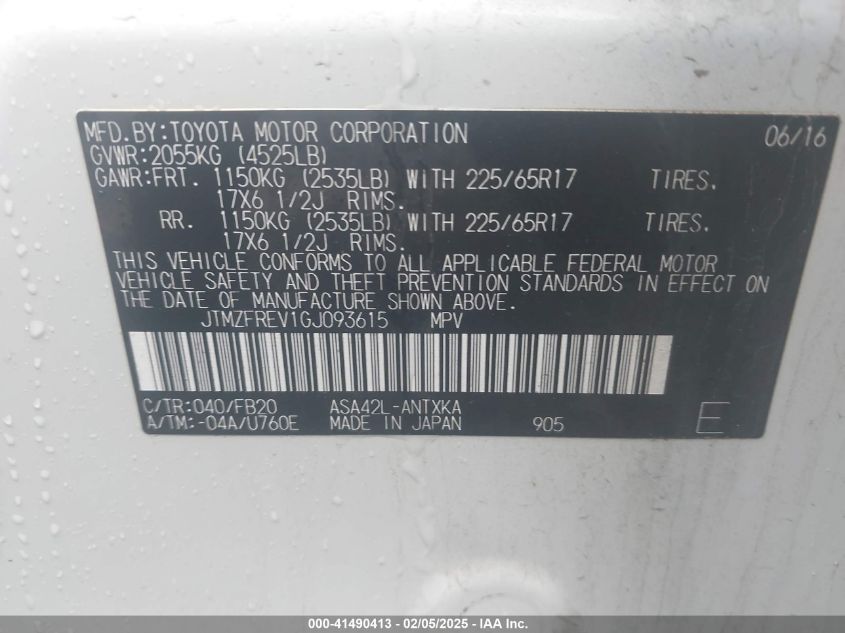 MFD.BY:TOYOTA MOTOR CORPORATION 06/16
GVWR:2055KG (4525LB)
GAWR:FRT. 1150KG (2535LB) WITH 225/65R17 TIRES.
17X6 1/2J RIMS.
RR. 1150KG (2535LB) WITH 225/65R17 TIRES.
17X6 1/2J RIMS.
THIS VEHICLE CONFORMS TO ALL APPLICABLE FEDERAL MOTOR
VEHICLE SAFETY AND THEFT PREVENTION STANDARDS IN EFFECT ON
THE DATE OF MANUFACTURE SHOWN ABOVE.
JTMZFREV1GJ093615 MPV
C/TR:040/FB20 ASA42L-ANTXKA
A/TM:-04A/U760E MADE IN JAPAN 905 E
000-41490413 - 02/05/2025 - IAA Inc.